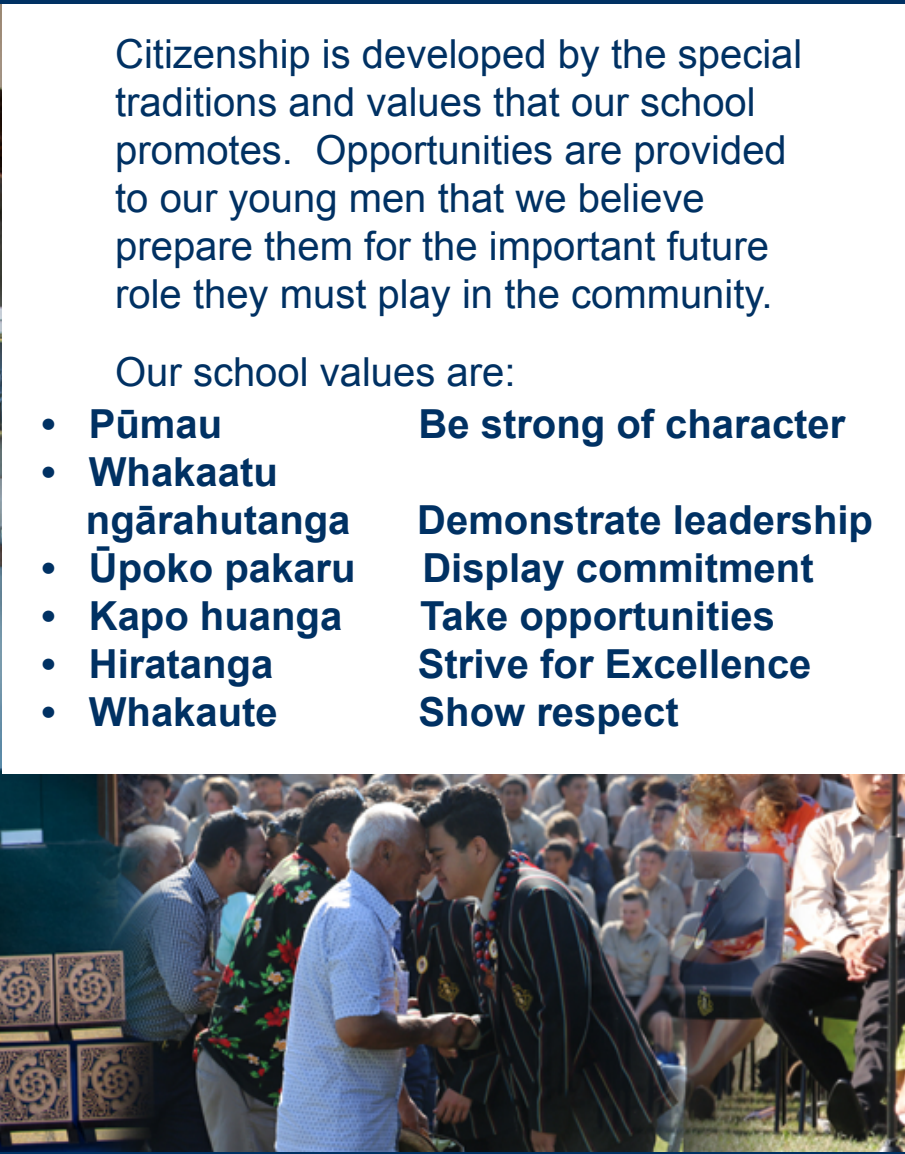 Citizenship is developed by the special
traditions and values that our school
promotes.  Opportunities are provided
to our young men that we believe
prepare them for the important future
role they must play in the community.
Our school values are:
• Pūmau Be strong of character
• Whakaatu
ngārahutanga Demonstrate leadership
• Ūpoko pakaru Display commitment
• Kapo huanga Take opportunities
• Hiratanga Strive for Excellence
• Whakaute Show respect